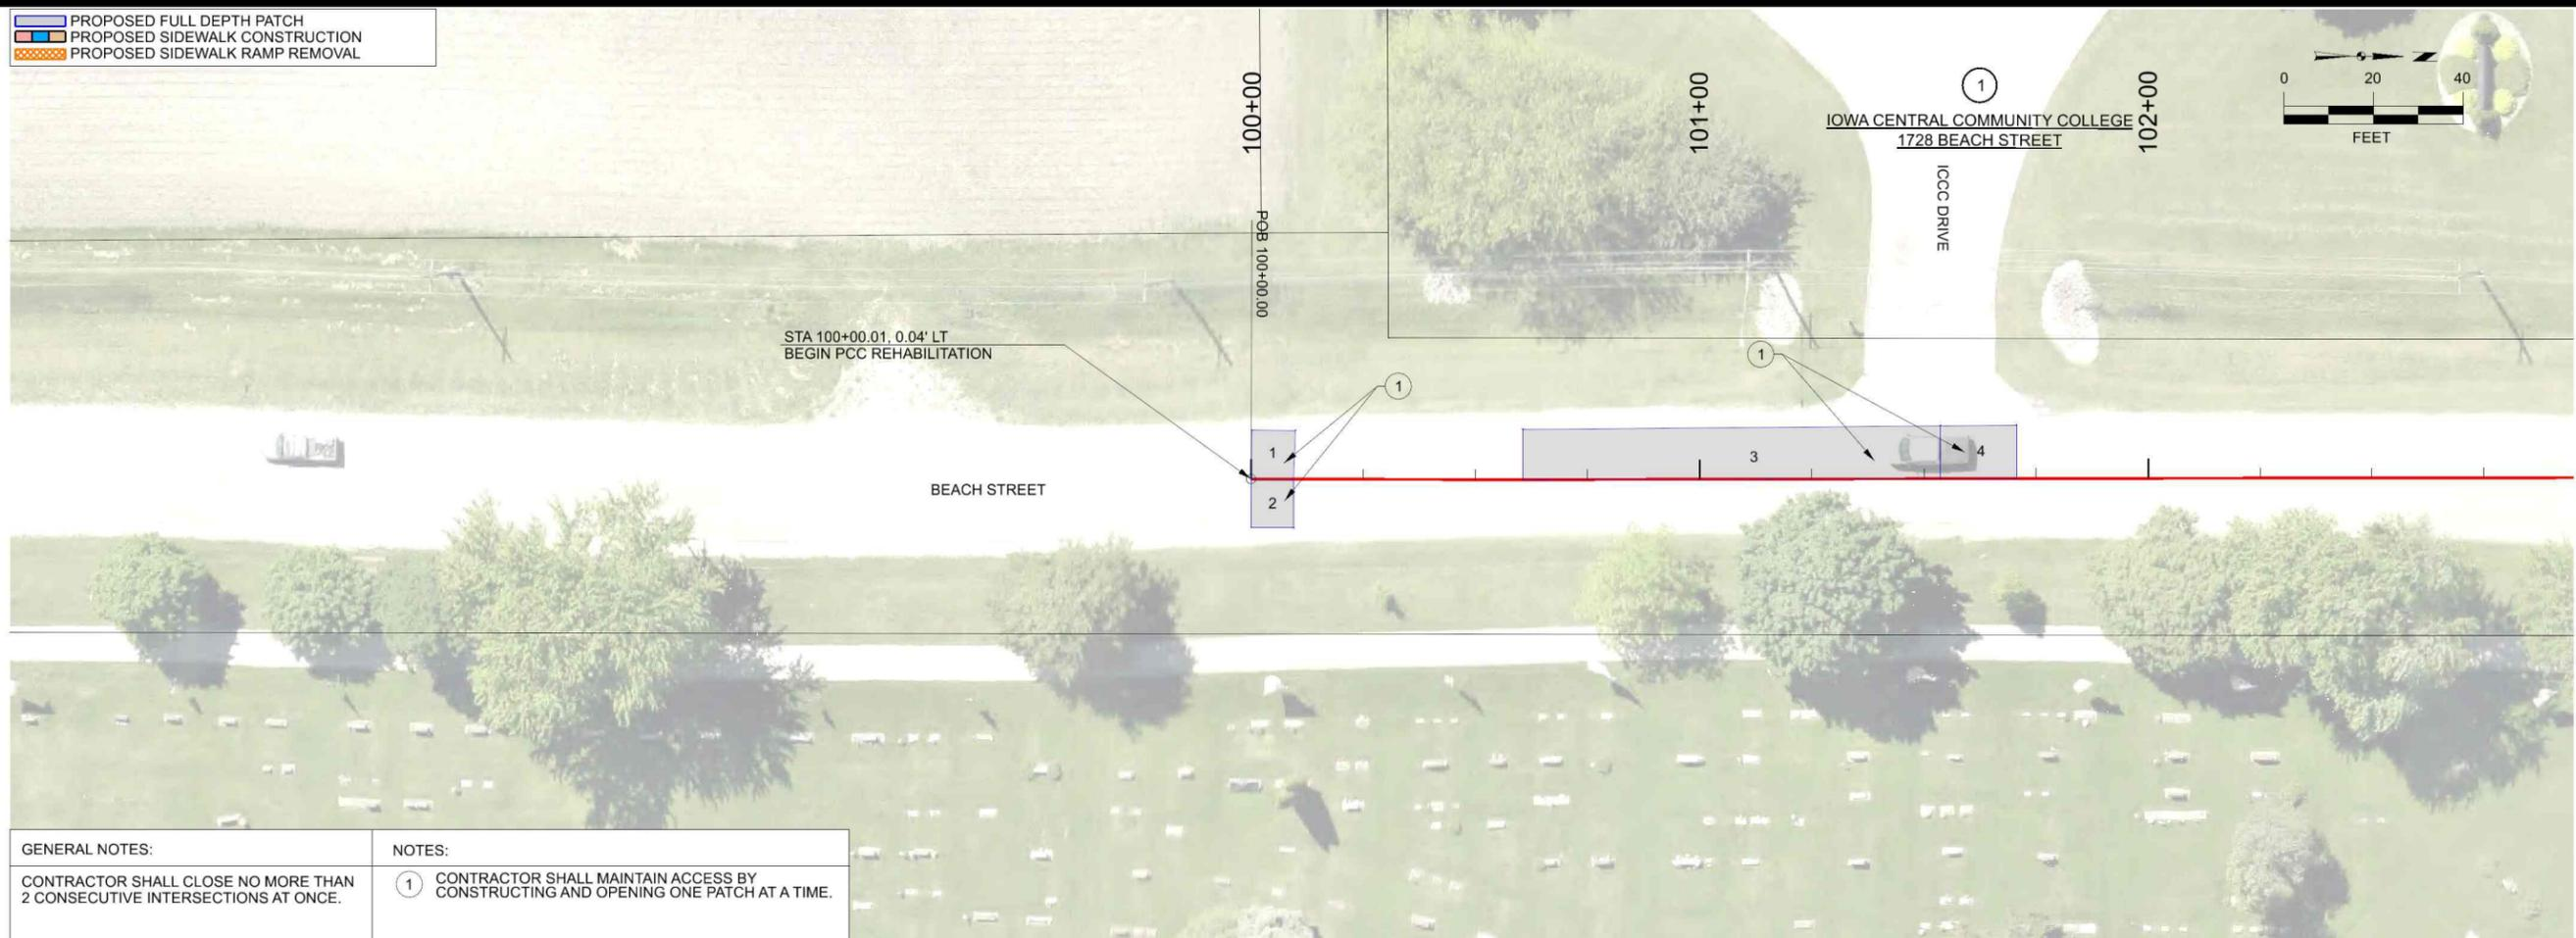 PROPOSED FULL DEPTH PATCH
PROPOSED SIDEWALK CONSTRUCTION
PROPOSED SIDEWALK RAMP REMOVAL
100+00
101+00
102+00
1
IOWA CENTRAL COMMUNITY COLLEGE
1728 BEACH STREET
0 20 40
FEET
ICCC DRIVE
POB 100+00.00
STA 100+00.01, 0.04' LT
BEGIN PCC REHABILITATION
1
1
1
2
3
4
BEACH STREET
GENERAL NOTES:
CONTRACTOR SHALL CLOSE NO MORE THAN
2 CONSECUTIVE INTERSECTIONS AT ONCE.
NOTES:
1 CONTRACTOR SHALL MAINTAIN ACCESS BY
CONSTRUCTING AND OPENING ONE PATCH AT A TIME.